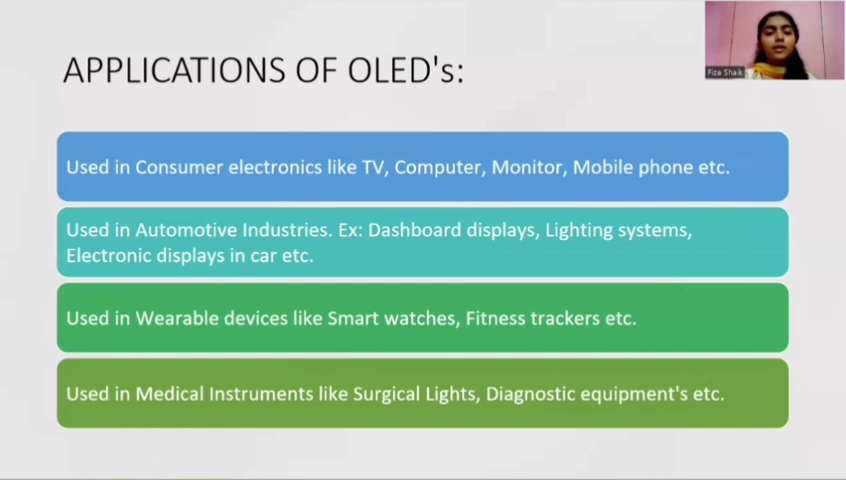 APPLICATIONS OF OLED's:
Fiza Shaik
Used in Consumer electronics like TV, Computer, Monitor, Mobile phone etc.
Used in Automotive Industries. Ex: Dashboard displays, Lighting systems,
Electronic displays in car etc.
Used in Wearable devices like Smart watches, Fitness trackers etc.
Used in Medical Instruments like Surgical Lights, Diagnostic equipment's etc.